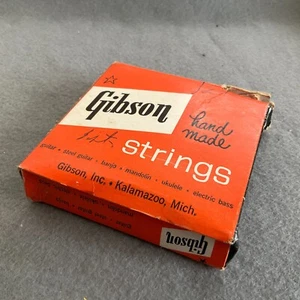 Gibson
hand
made
strings
guitar • steel guitar • banjo • mandolin • ukulele • electric bass
Gibson, Inc. • Kalamazoo, Mich.
Gibson